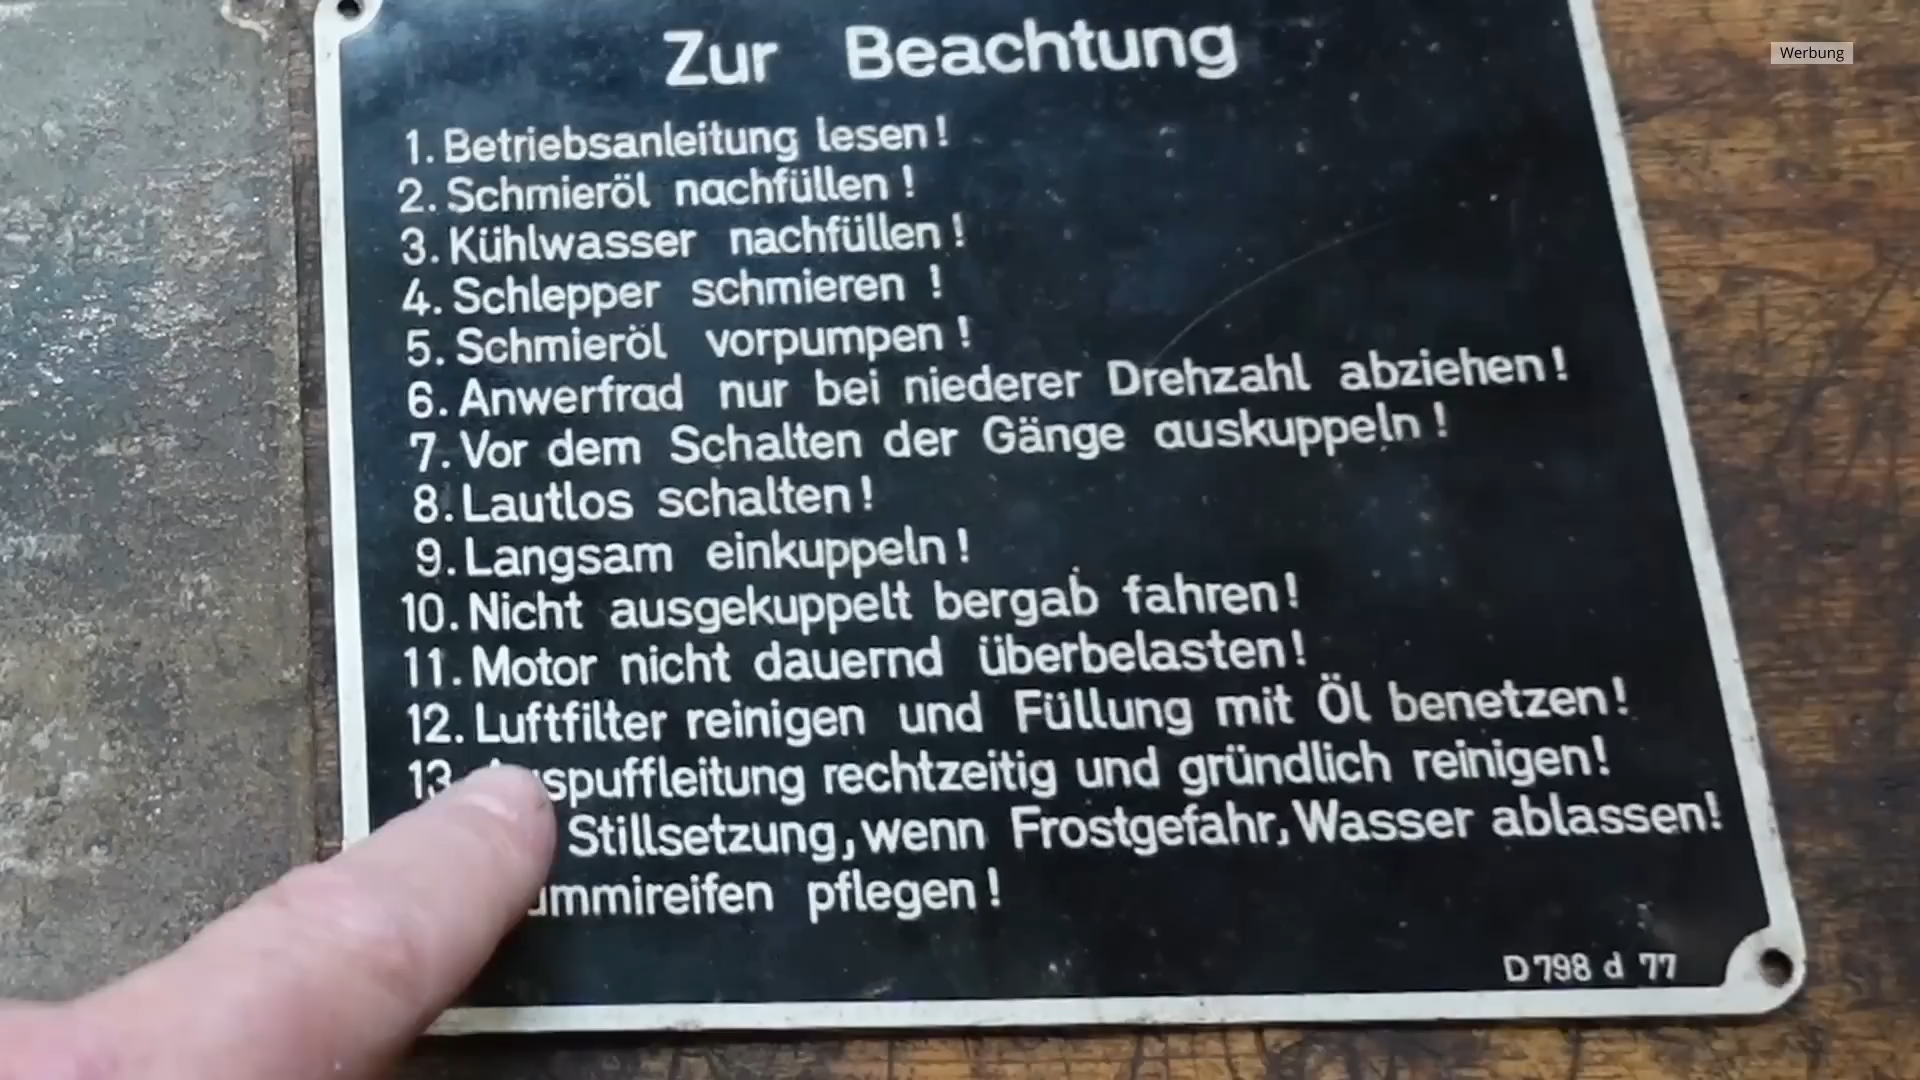 Zur Beachtung
Werbung
1. Betriebsanleitung lesen!
2. Schmieröl nachfüllen!
3. Kühlwasser nachfüllen!
4. Schlepper schmieren!
5. Schmieröl vorpumpen!
6. Anwerfrad nur bei niederer Drehzahl abziehen!
7. Vor dem Schalten der Gänge auskuppeln!
8. Lautlos schalten!
9. Langsam einkuppeln!
10. Nicht ausgekuppelt bergab fahren!
11. Motor nicht dauernd überbelasten!
12. Luftfilter reinigen und Füllung mit Öl benetzen!
13. Auspuffleitung rechtzeitig und gründlich reinigen!
Stillsetzung, wenn Frostgefahr, Wasser ablassen!
ummireifen pflegen!
D 798 d 77